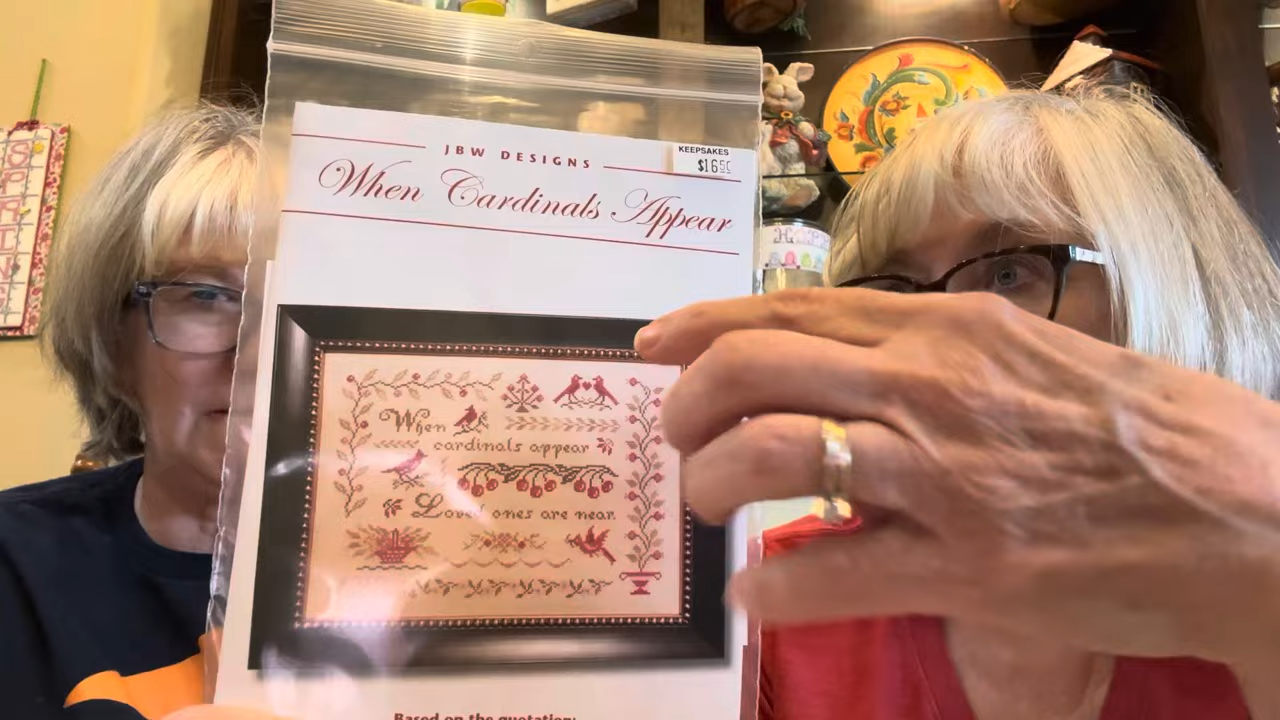 JBW DESIGNS
KEEPSAKES
$16.50
When Cardinals Appear
When
cardinals appear
Loved ones are near.
Based on the quotation:
SPRIN